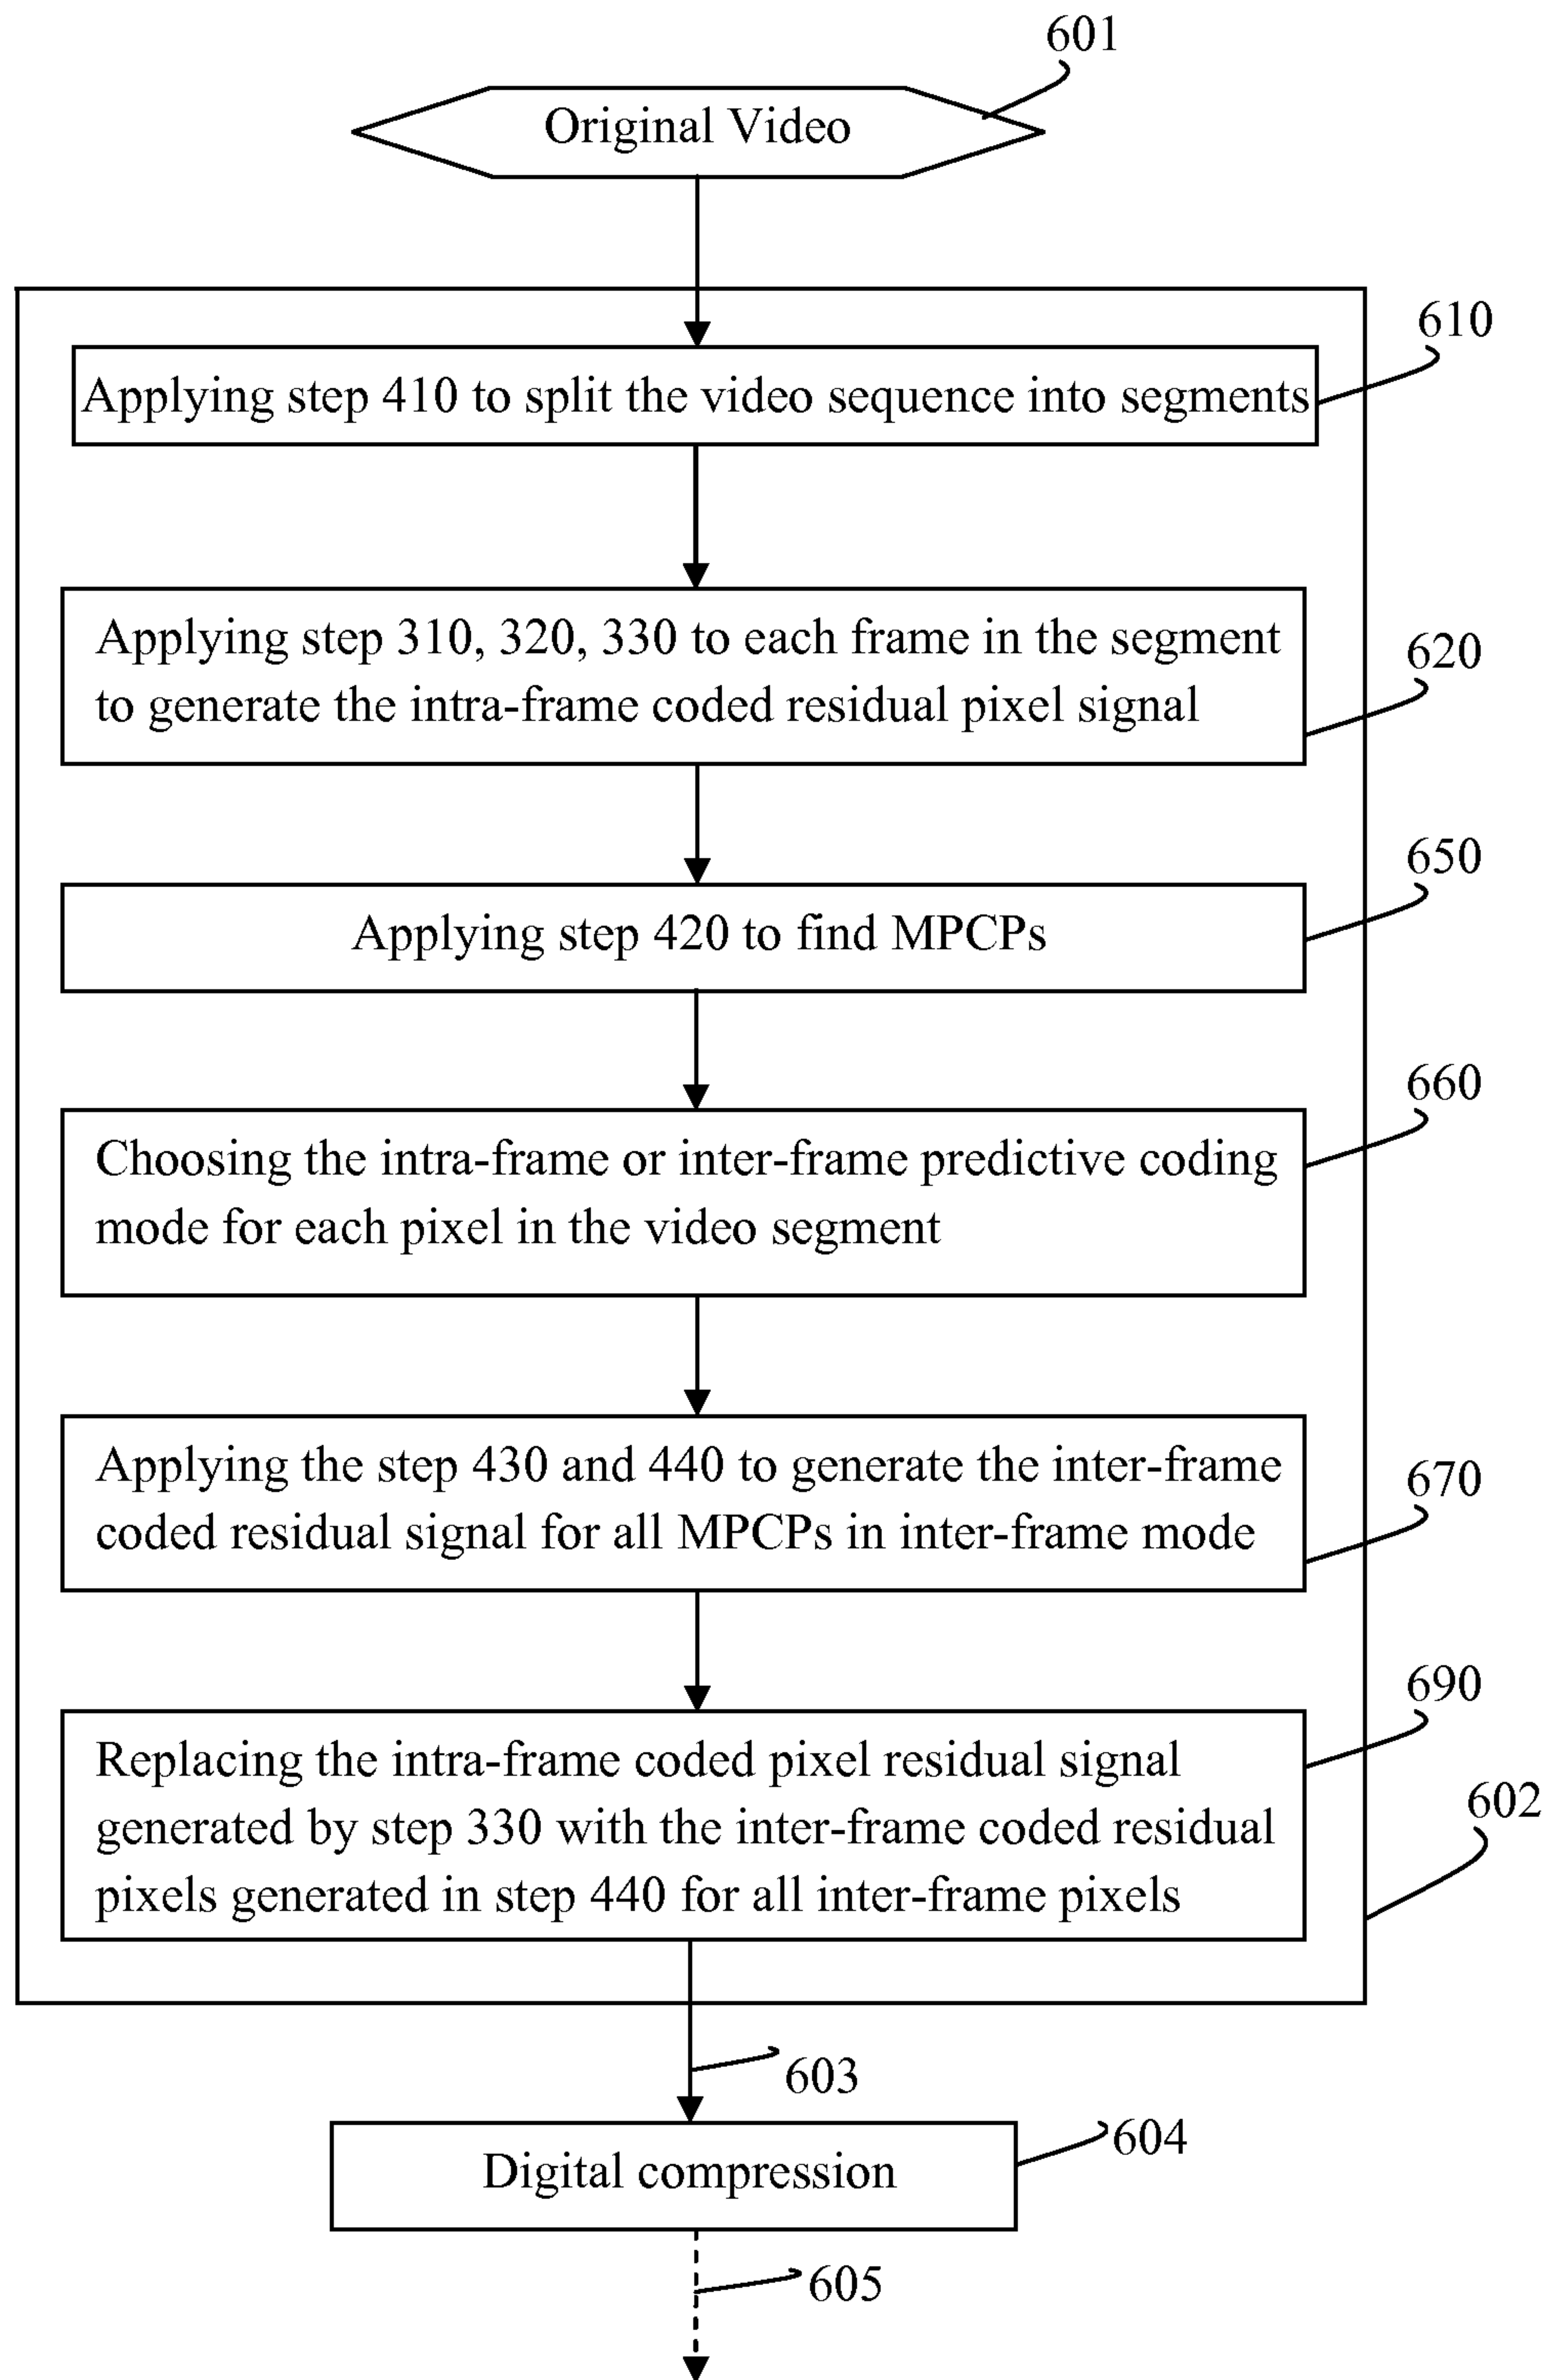 601
Original Video
610
Applying step 410 to split the video sequence into segments
Applying step 310, 320, 330 to each frame in the segment
to generate the intra-frame coded residual pixel signal
620
650
Applying step 420 to find MPCPs
660
Choosing the intra-frame or inter-frame predictive coding
mode for each pixel in the video segment
Applying the step 430 and 440 to generate the inter-frame
coded residual signal for all MPCPs in inter-frame mode
670
690
Replacing the intra-frame coded pixel residual signal
generated by step 330 with the inter-frame coded residual
pixels generated in step 440 for all inter-frame pixels
602
603
604
Digital compression
605